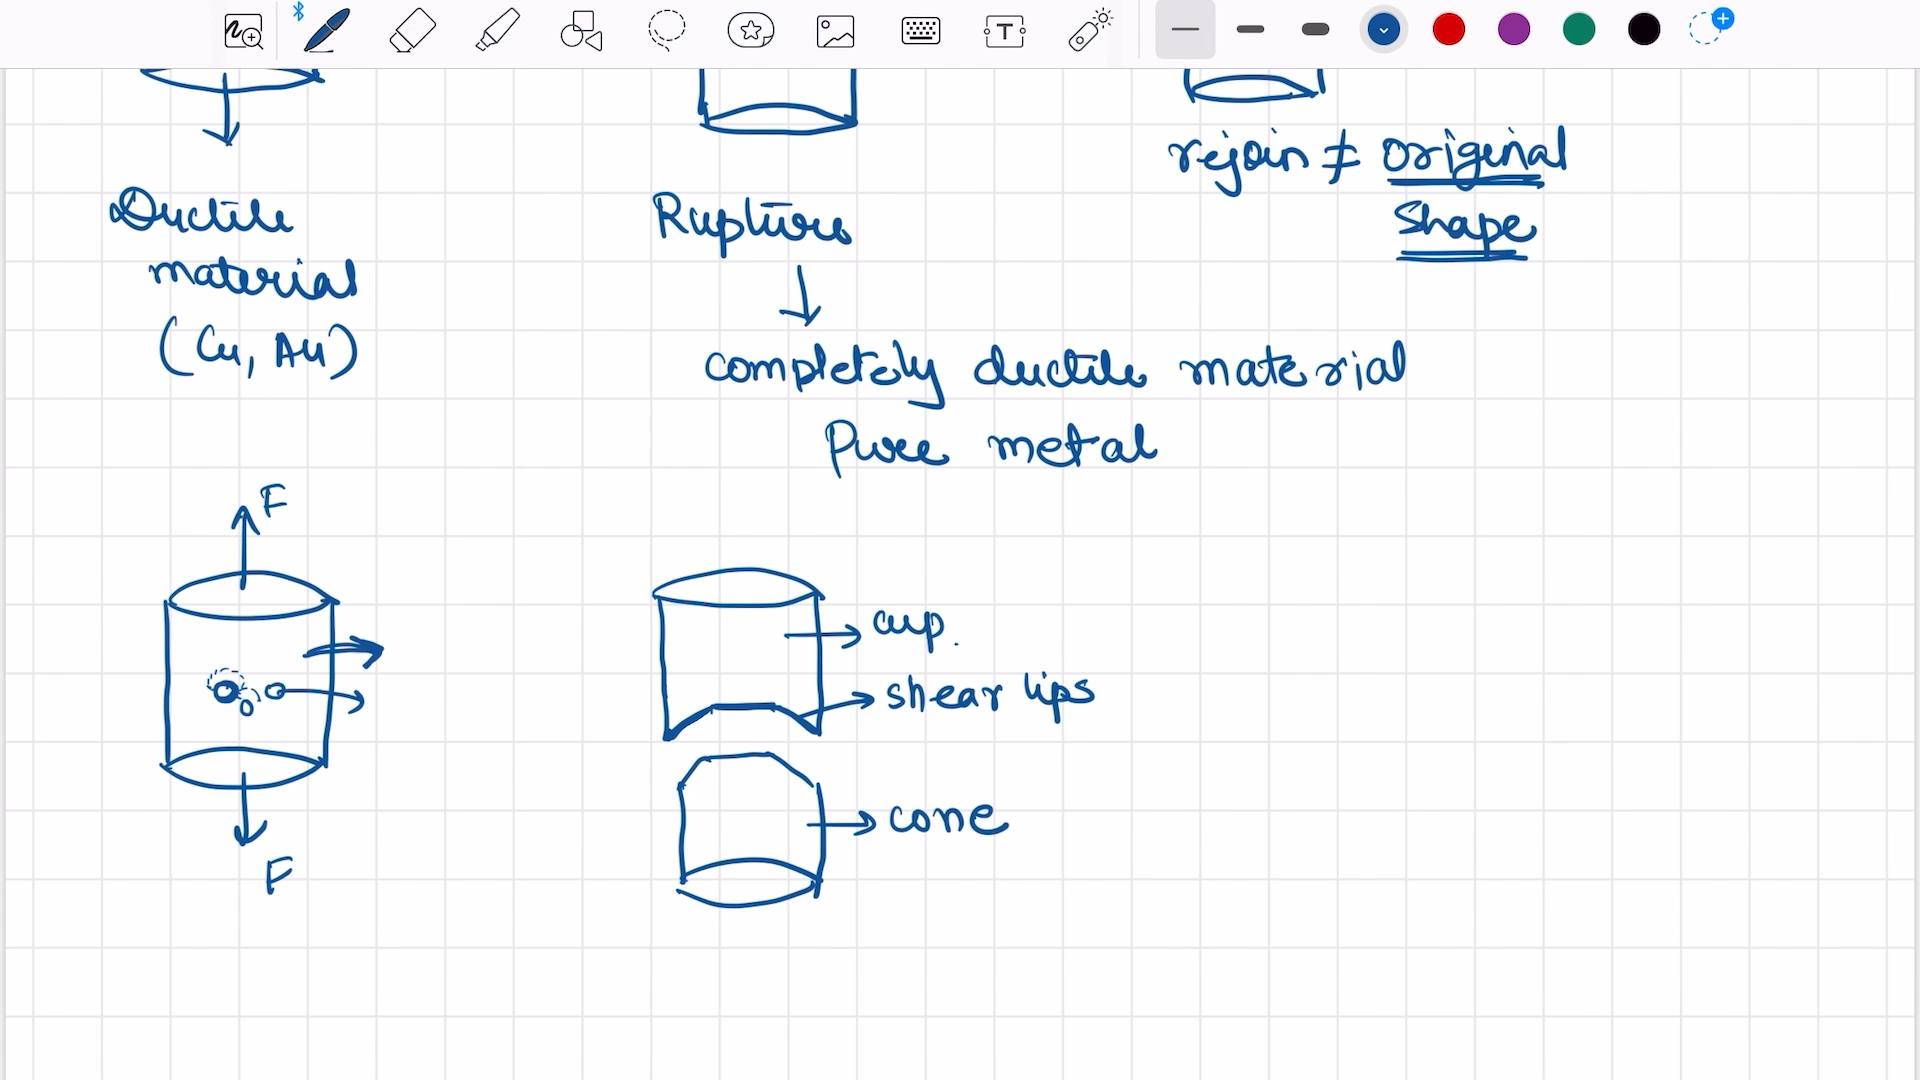 rejoin ≠ original
shape
Ductile
material
(Cu, Au)
Rupture
completely ductile material
Pure metal
F
F
cup.
shear lips
cone
T